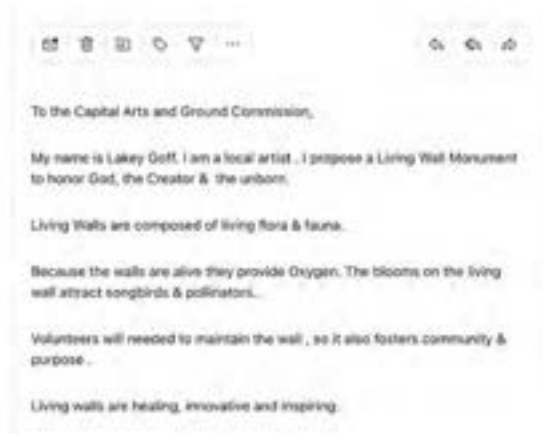 To the Capital Arts and Ground Commission,
My name is Lakey Goff. I am a local artist . I propose a Living Wall Monument
to honor God, the Creator & the unborn.
Living Walls are composed of living flora & fauna.
Because the walls are alive they provide Oxygen. The blooms on the living
wall attract songbirds & pollinators..
Volunteers will needed to maintain the wall , so it also fosters community &
purpose .
Living walls are healing, innovative and inspiring.